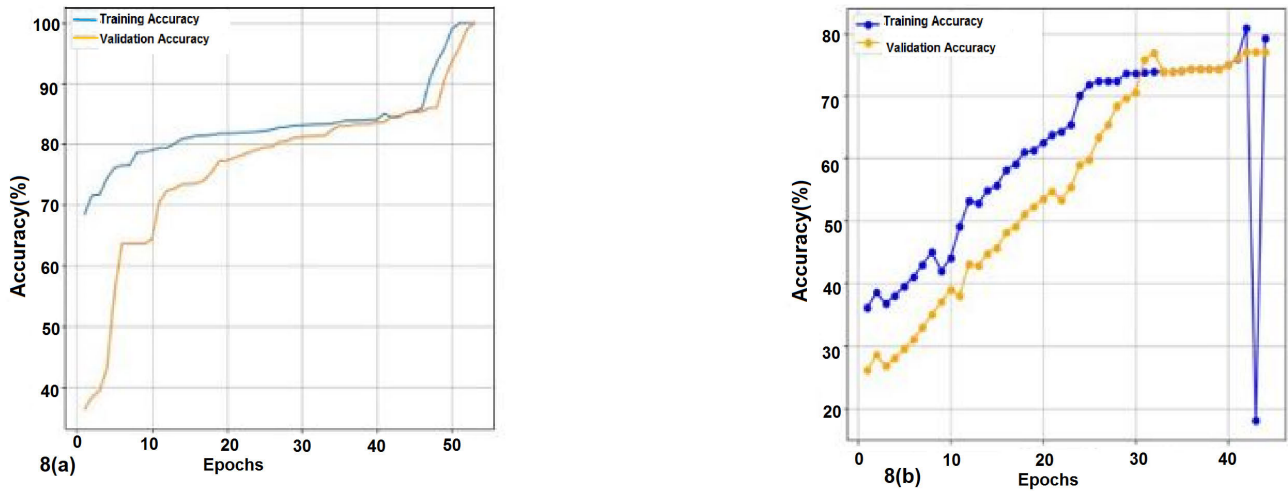 Training Accuracy
Validation Accuracy
Accuracy(%)
100
90
80
70
60
50
40
0 10 20 30 40 50
Epochs
8(a)
Training Accuracy
Validation Accuracy
Accuracy(%)
80
70
60
50
40
30
20
0 10 20 30 40
Epochs
8(b)